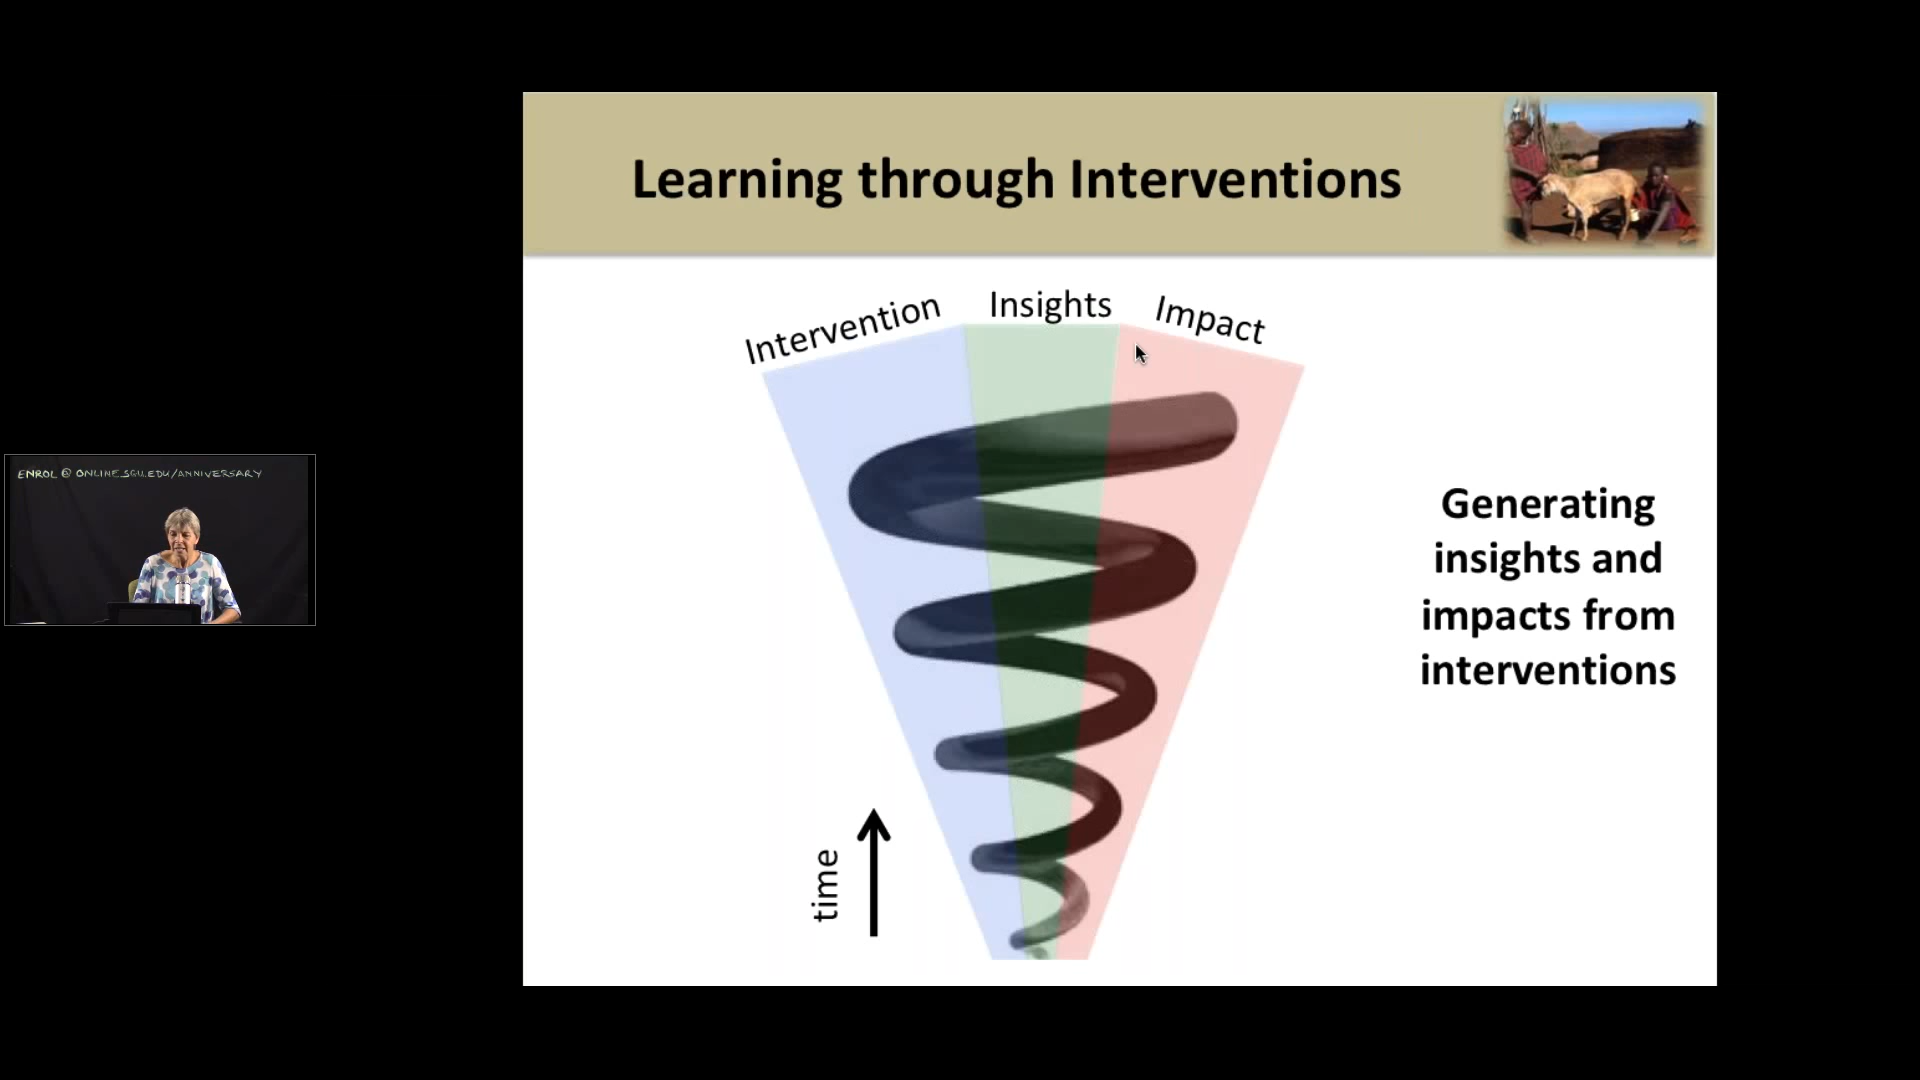 Learning through Interventions
Intervention
Insights
Impact
Generating
insights and
impacts from
interventions
time
ENROL @ ONLINE.SGU.EDU/ANNIVERSARY